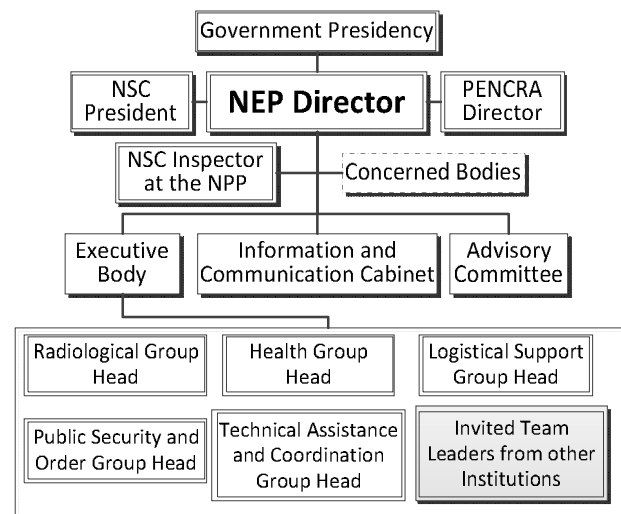 Government Presidency
NSC
President
NEP Director
PENCRA
Director
NSC Inspector
at the NPP
Concerned Bodies
Executive
Body
Information and
Communication Cabinet
Advisory
Committee
Radiological Group
Head
Health Group
Head
Logistical Support
Group Head
Public Security and
Order Group Head
Technical Assistance
and Coordination
Group Head
Invited Team
Leaders from other
Institutions